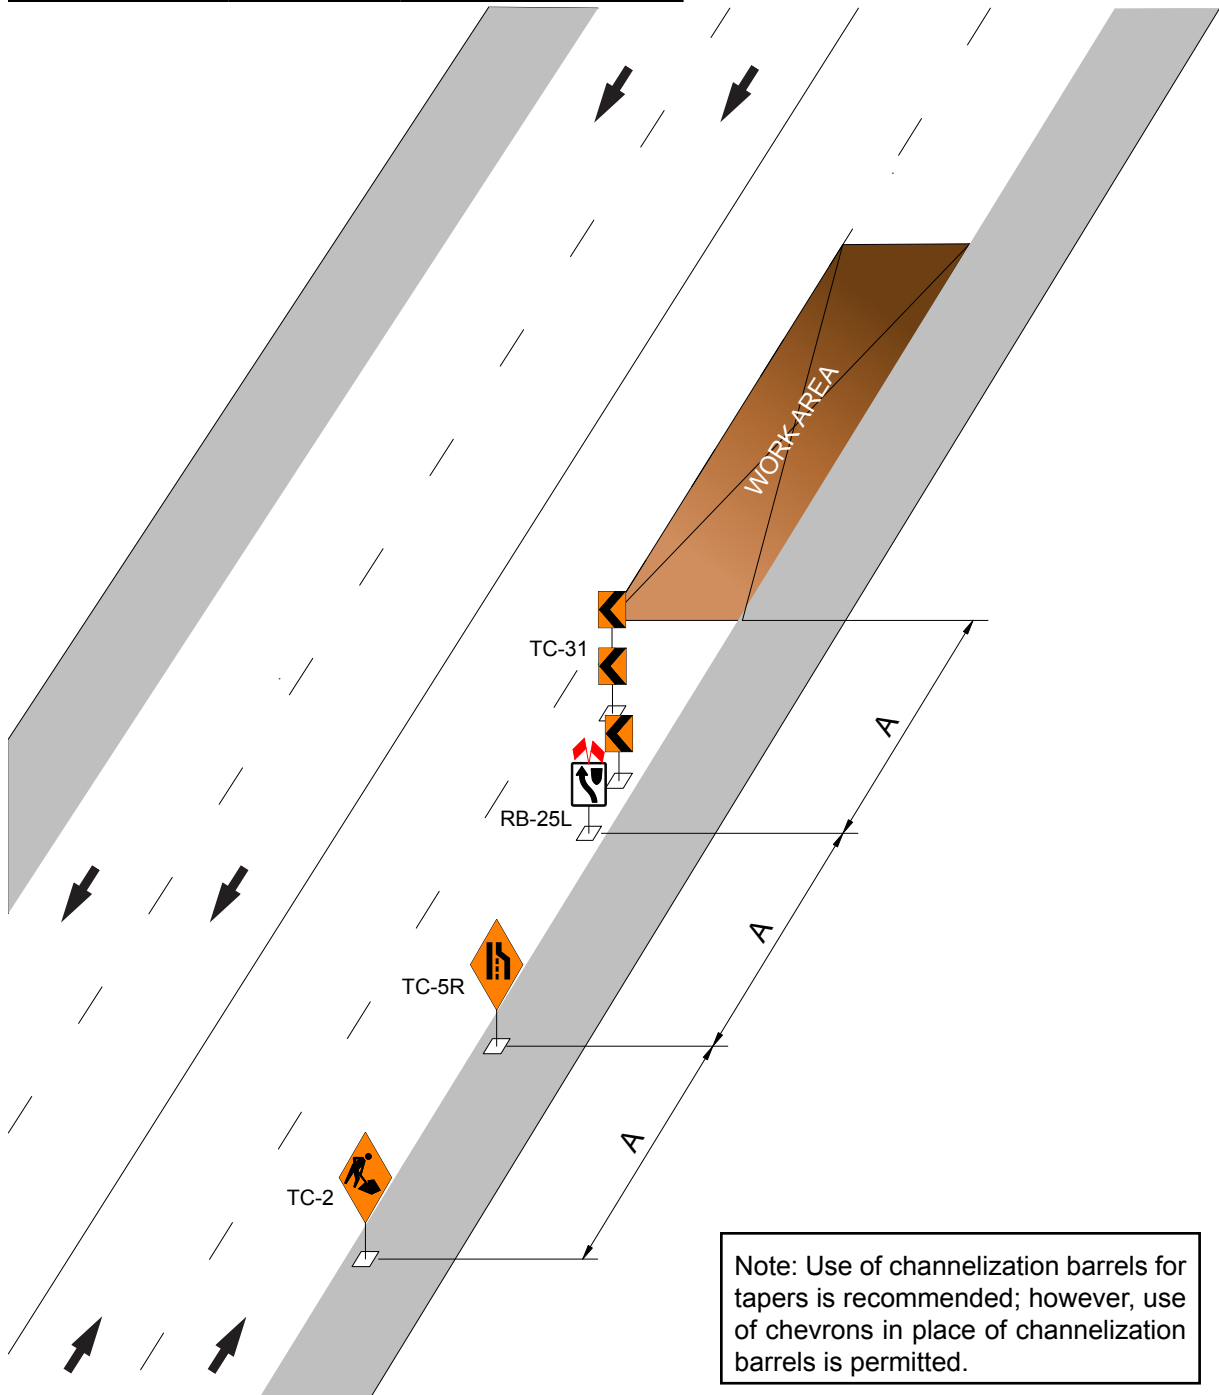 WORK AREA
TC-31
A
RB-25L
A
TC-5R
A
TC-2
Note: Use of channelization barrels for
tapers is recommended; however, use
of chevrons in place of channelization
barrels is permitted.